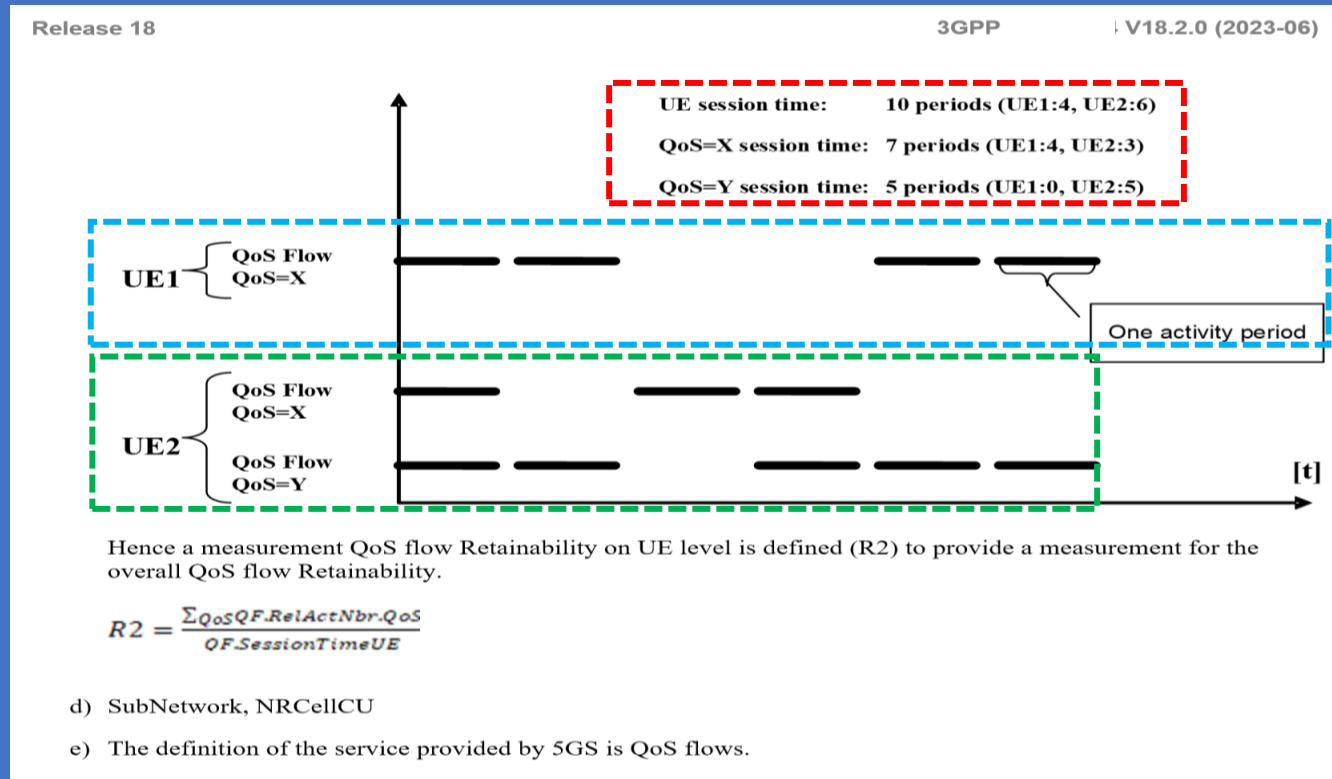 Release 18
3GPP
V18.2.0 (2023-06)
UE session time: 10 periods (UE1:4, UE2:6)
QoS=X session time: 7 periods (UE1:4, UE2:3)
QoS=Y session time: 5 periods (UE1:0, UE2:5)
UE1
QoS Flow
QoS=X
One activity period
UE2
QoS Flow
QoS=X
QoS Flow
QoS=Y
[t]
Hence a measurement QoS flow Retainability on UE level is defined (R2) to provide a measurement for the
overall QoS flow Retainability.
R2 = ΣQoSQF.RelActNbr.QoS
QF.SessionTimeUE
d) SubNetwork, NRCellCU
e) The definition of the service provided by 5GS is QoS flows.